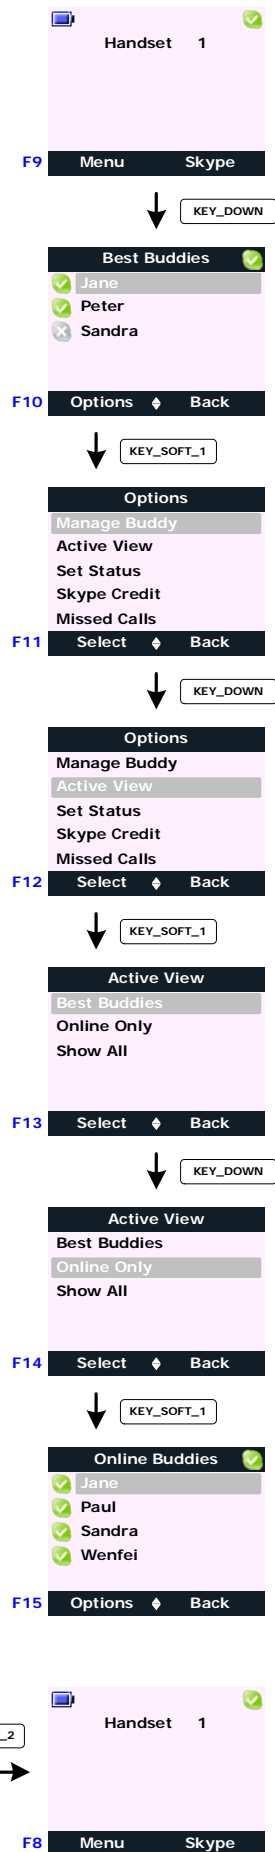 Handset 1
F9 Menu Skype
KEY_DOWN
Best Buddies
Jane
Peter
Sandra
F10 Options Back
KEY_SOFT_1
Options
Manage Buddy
Active View
Set Status
Skype Credit
Missed Calls
F11 Select Back
KEY_DOWN
Options
Manage Buddy
Active View
Set Status
Skype Credit
Missed Calls
F12 Select Back
KEY_SOFT_1
Active View
Best Buddies
Online Only
Show All
F13 Select Back
KEY_DOWN
Active View
Best Buddies
Online Only
Show All
F14 Select Back
KEY_SOFT_1
Online Buddies
Jane
Paul
Sandra
Wenfei
F15 Options Back
Handset 1
_2
F8 Menu Skype